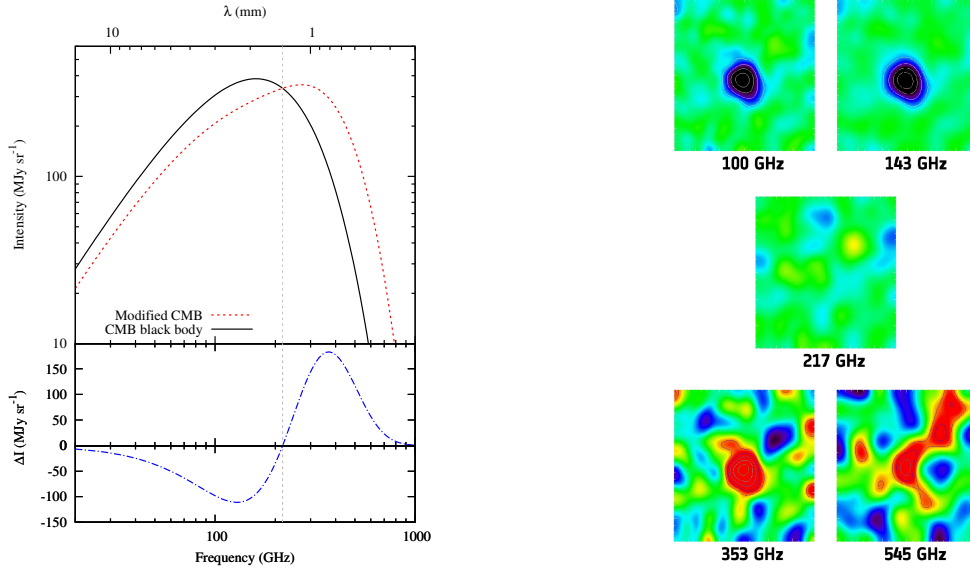 λ (mm)
10 1
Intensity (MJy sr⁻¹)
100
10
Modified CMB
CMB black body
ΔI (MJy sr⁻¹)
150
100
50
0
-50
-100
-150
100 1000
Frequency (GHz)
100 GHz
143 GHz
217 GHz
353 GHz
545 GHz